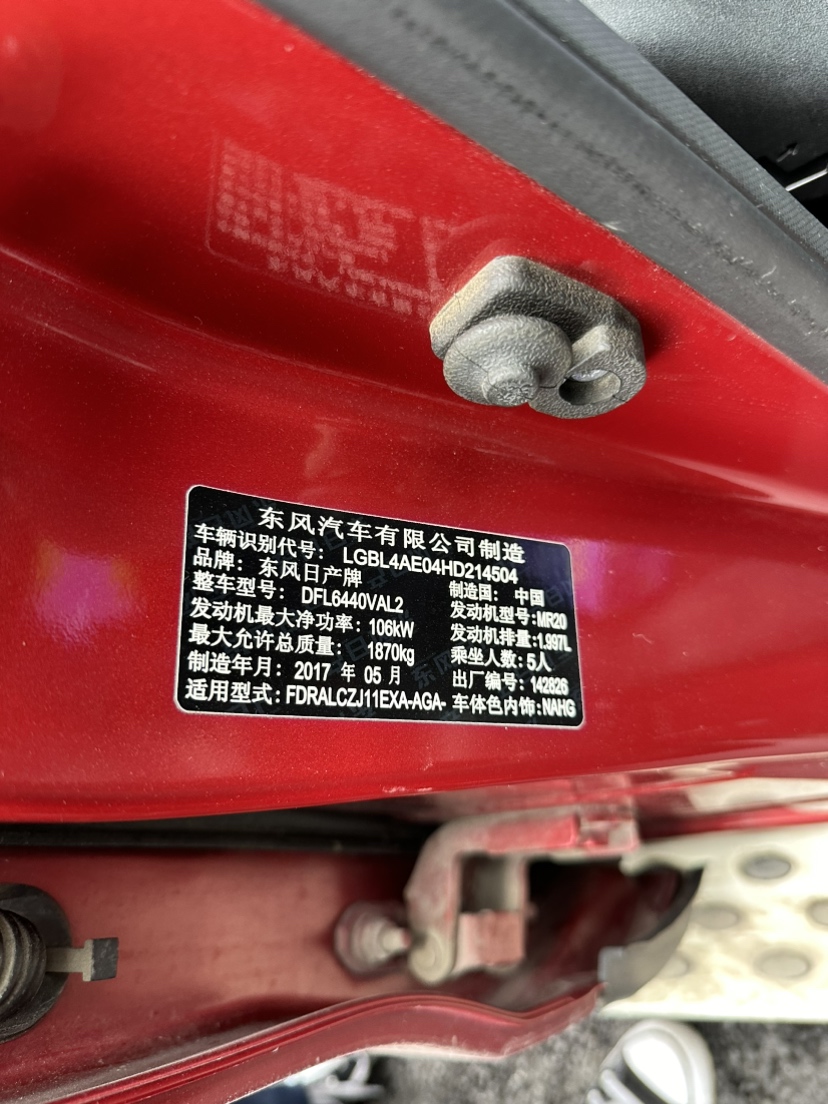 东风汽车有限公司制造
车辆识别代号: LGBL4AE04HD214504
品牌: 东风日产牌 制造国: 中国
整车型号: DFL6440VAL2 发动机型号:MR20
发动机最大净功率: 106kW 发动机排量:1.997L
最大允许总质量: 1870kg 乘坐人数:5人
制造年月: 2017 年 05 月 出厂编号: 142826
适用型式: FDRALCZJ11EXA-AGA- 车体色内饰:NAHG